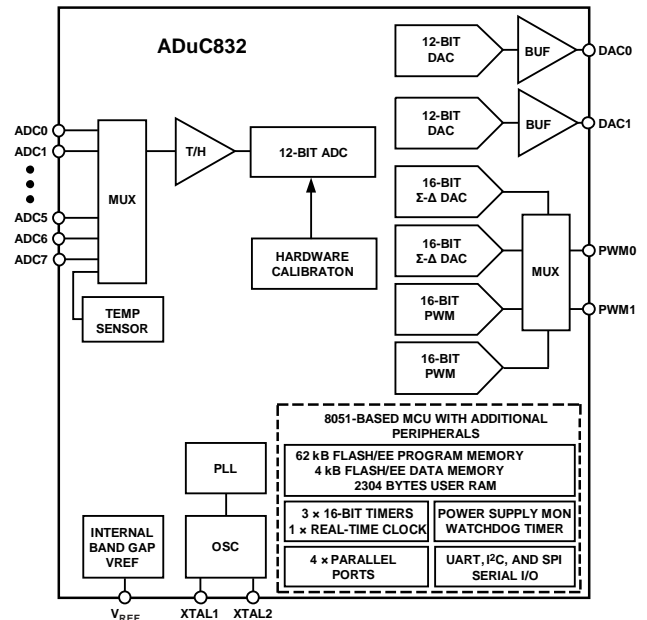 ADuC832
12-BIT
DAC
BUF
DAC0
12-BIT
DAC
BUF
DAC1
ADC0
ADC1
ADC5
ADC6
ADC7
MUX
T/H
12-BIT ADC
HARDWARE
CALIBRATON
TEMP
SENSOR
16-BIT
Σ-Δ DAC
16-BIT
Σ-Δ DAC
16-BIT
PWM
16-BIT
PWM
MUX
PWM0
PWM1
8051-BASED MCU WITH ADDITIONAL
PERIPHERALS
62 kB FLASH/EE PROGRAM MEMORY
4 kB FLASH/EE DATA MEMORY
2304 BYTES USER RAM
3 × 16-BIT TIMERS
1 × REAL-TIME CLOCK
POWER SUPPLY MON
WATCHDOG TIMER
4 × PARALLEL
PORTS
UART, I²C, AND SPI
SERIAL I/O
PLL
OSC
INTERNAL
BAND GAP
VREF
VREF
XTAL1
XTAL2